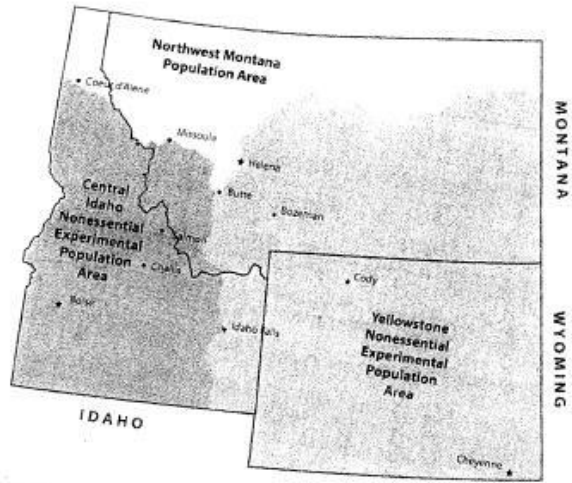 Northwest Montana
Population Area
Coeur d'Alene
Missoula
Helena
MONTANA
Butte
Bozeman
Central
Idaho
Nonessential
Experimental
Population
Area
Salmon
Challis
Boise
Cody
Yellowstone
Nonessential
Experimental
Population
Area
WYOMING
Idaho Falls
IDAHO
Cheyenne